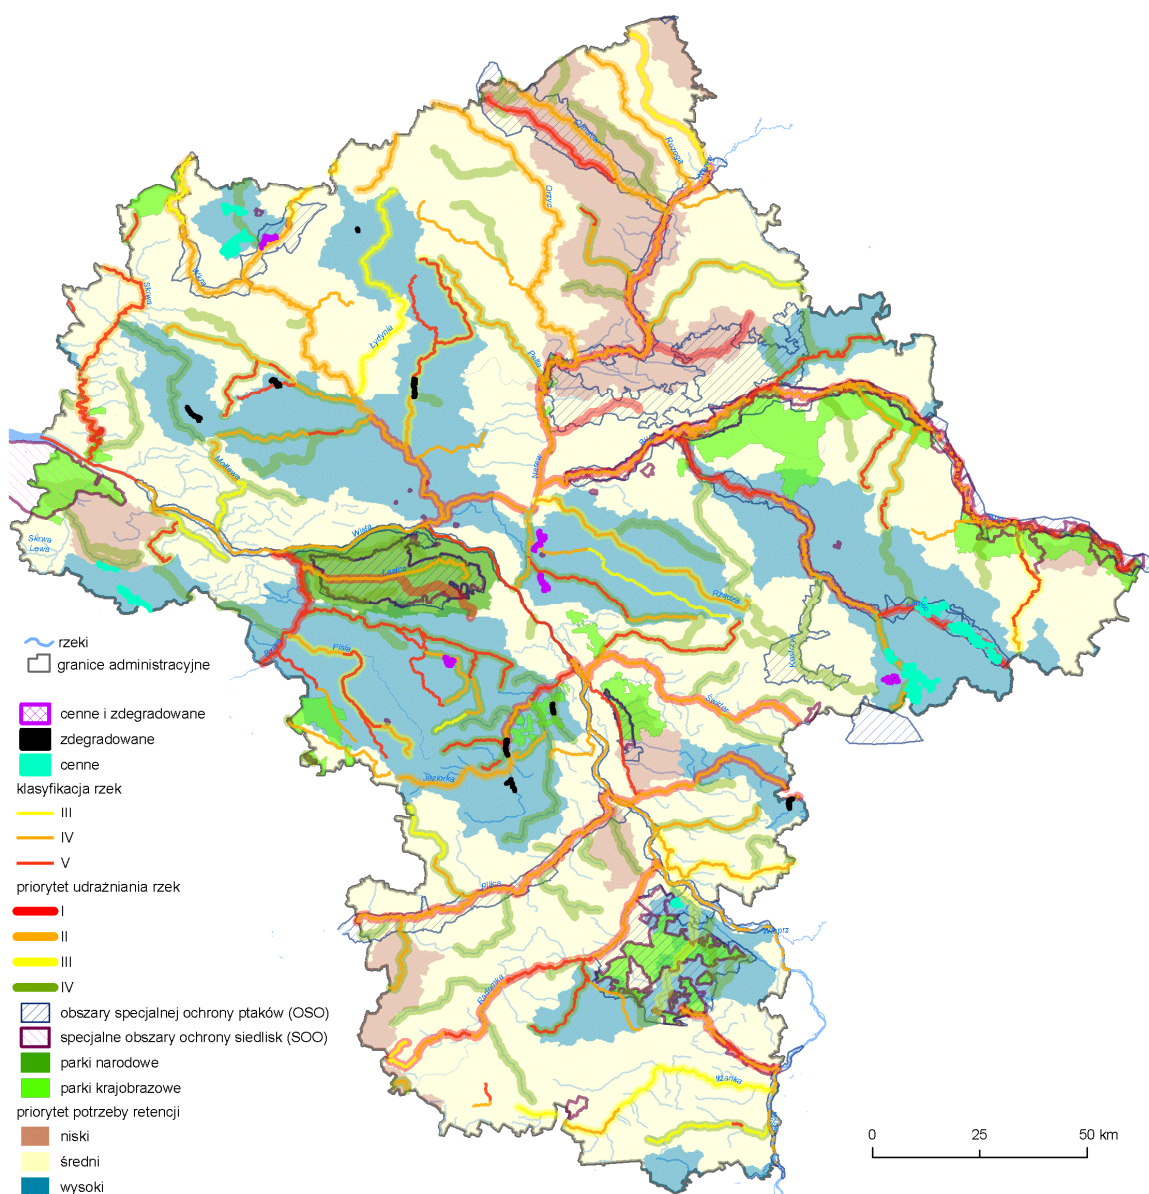 Omulew
Rozoga
Narew
Orzyc
Wkra
Skrwa
Łydynia
Pełta
Bug
Narew
Mołtawa
Bug
Wisła
Skrwa
Lewa
Łasica
Rządza
Pisia
Kostrzyń
Świder
Jeziorka
Pilica
Wieprz
Radomka
Iłżanka
rzeki
granice administracyjne
cenne i zdegradowane
zdegradowane
cenne
klasyfikacja rzek
III
IV
V
priorytet udrażniania rzek
I
II
III
IV
obszary specjalnej ochrony ptaków (OSO)
specjalne obszary ochrony siedlisk (SOO)
parki narodowe
parki krajobrazowe
priorytet potrzeby retencji
niski
średni
wysoki
0 25 50 km